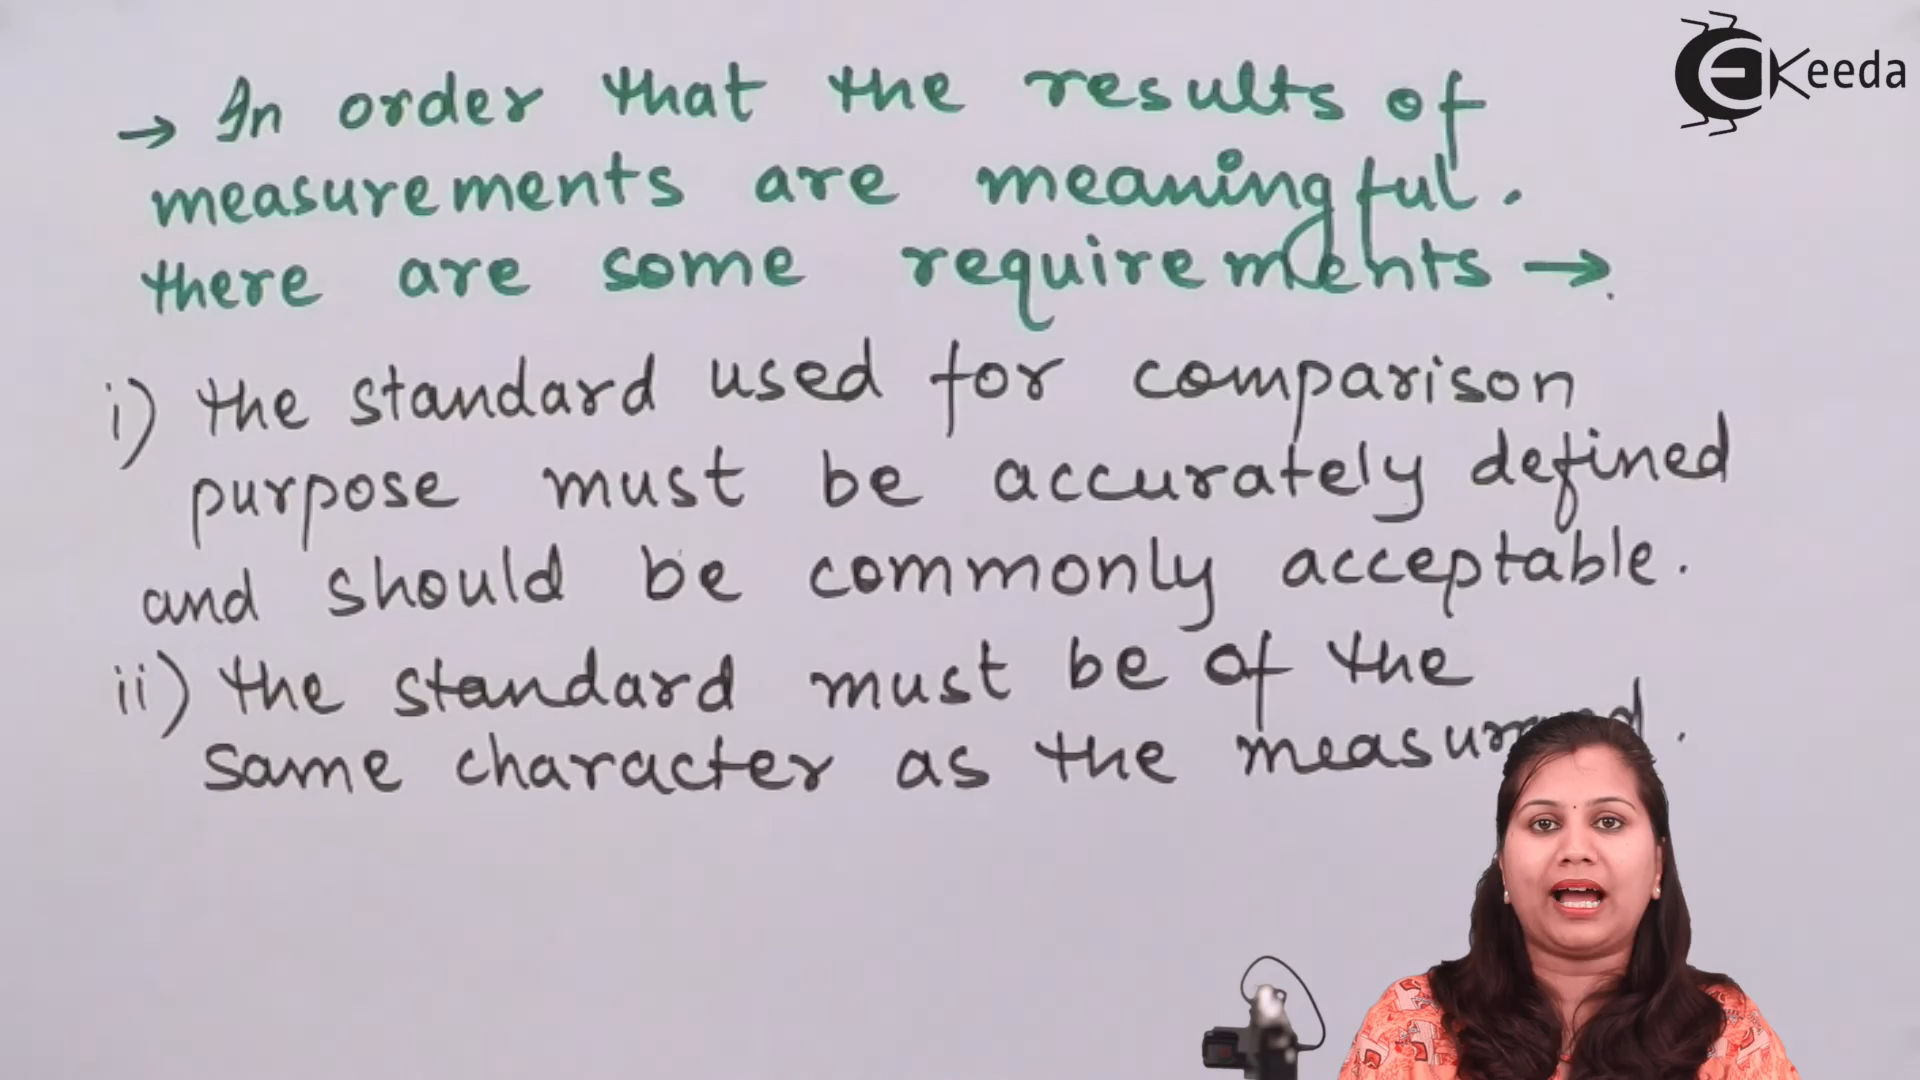 EKeeda
→ In order that the results of
measurements are meaningful.
there are some requirements →
i) the standard used for comparison
purpose must be accurately defined
and should be commonly acceptable.
ii) the standard must be of the
same character as the